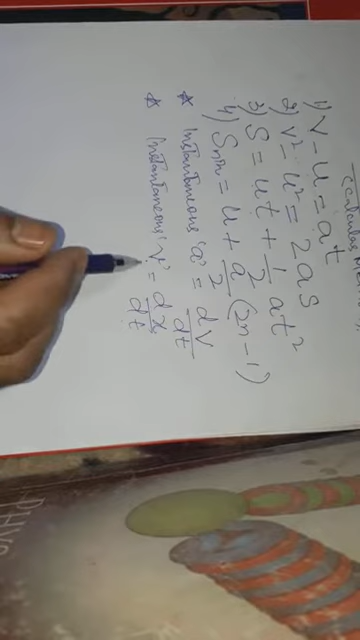 Calculus
1) V - u = at
2) V² - u² = 2as
3) S = ut + 1/2 at²
4) Snth = u + a/2 (2n-1)
☆ Instantaneous 'a' = dV/dt
☆ Instantaneous 'V' = dx/dt